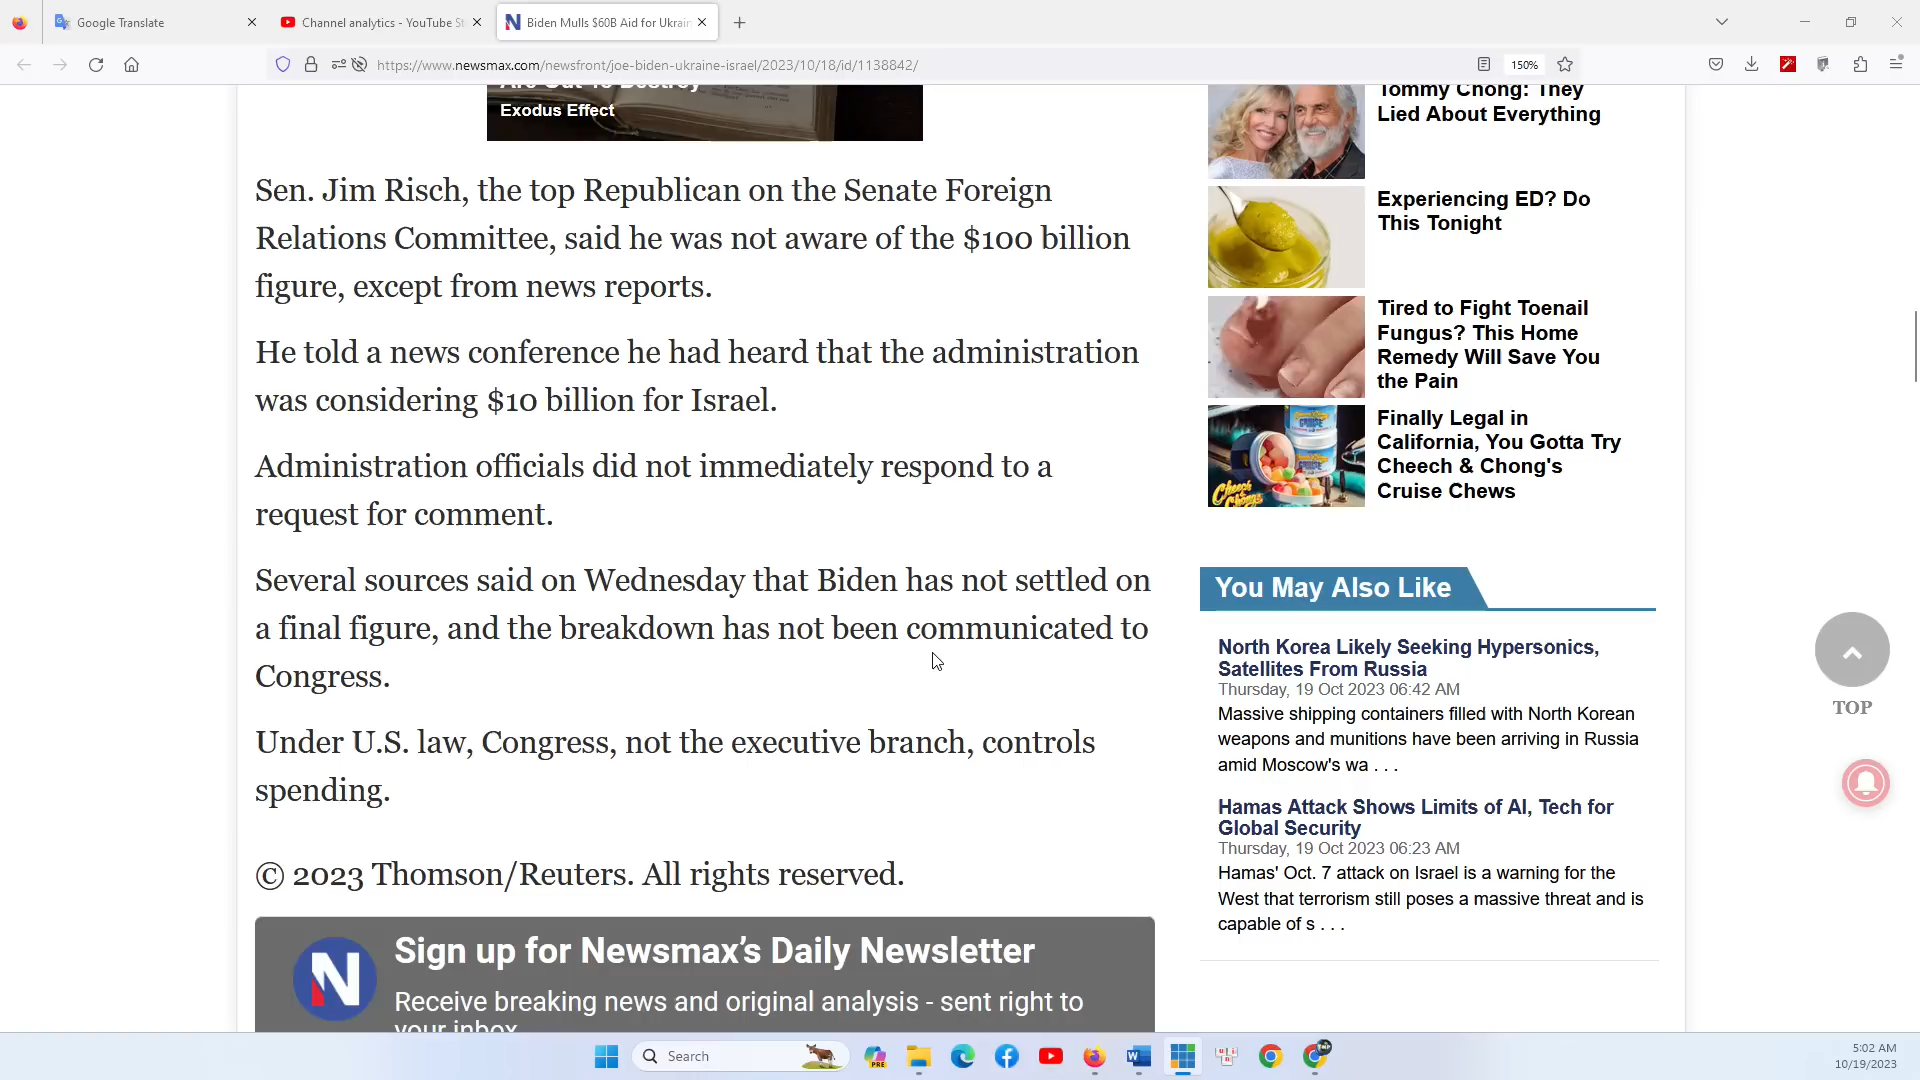 Google Translate
Channel analytics - YouTube St
Biden Mulls $60B Aid for Ukrain
https://www.newsmax.com/newsfront/joe-biden-ukraine-israel/2023/10/18/id/1138842/
150%
Are Out To Destroy
Exodus Effect
Sen. Jim Risch, the top Republican on the Senate Foreign
Relations Committee, said he was not aware of the $100 billion
figure, except from news reports.
He told a news conference he had heard that the administration
was considering $10 billion for Israel.
Administration officials did not immediately respond to a
request for comment.
Several sources said on Wednesday that Biden has not settled on
a final figure, and the breakdown has not been communicated to
Congress.
Under U.S. law, Congress, not the executive branch, controls
spending.
© 2023 Thomson/Reuters. All rights reserved.
Sign up for Newsmax’s Daily Newsletter
Receive breaking news and original analysis - sent right to
your inbox
Tommy Chong: They
Lied About Everything
Experiencing ED? Do
This Tonight
Tired to Fight Toenail
Fungus? This Home
Remedy Will Save You
the Pain
Finally Legal in
California, You Gotta Try
Cheech & Chong's
Cruise Chews
You May Also Like
North Korea Likely Seeking Hypersonics,
Satellites From Russia
Thursday, 19 Oct 2023 06:42 AM
Massive shipping containers filled with North Korean
weapons and munitions have been arriving in Russia
amid Moscow's wa . . .
Hamas Attack Shows Limits of AI, Tech for
Global Security
Thursday, 19 Oct 2023 06:23 AM
Hamas' Oct. 7 attack on Israel is a warning for the
West that terrorism still poses a massive threat and is
capable of s . . .
TOP
Search
5:02 AM
10/19/2023